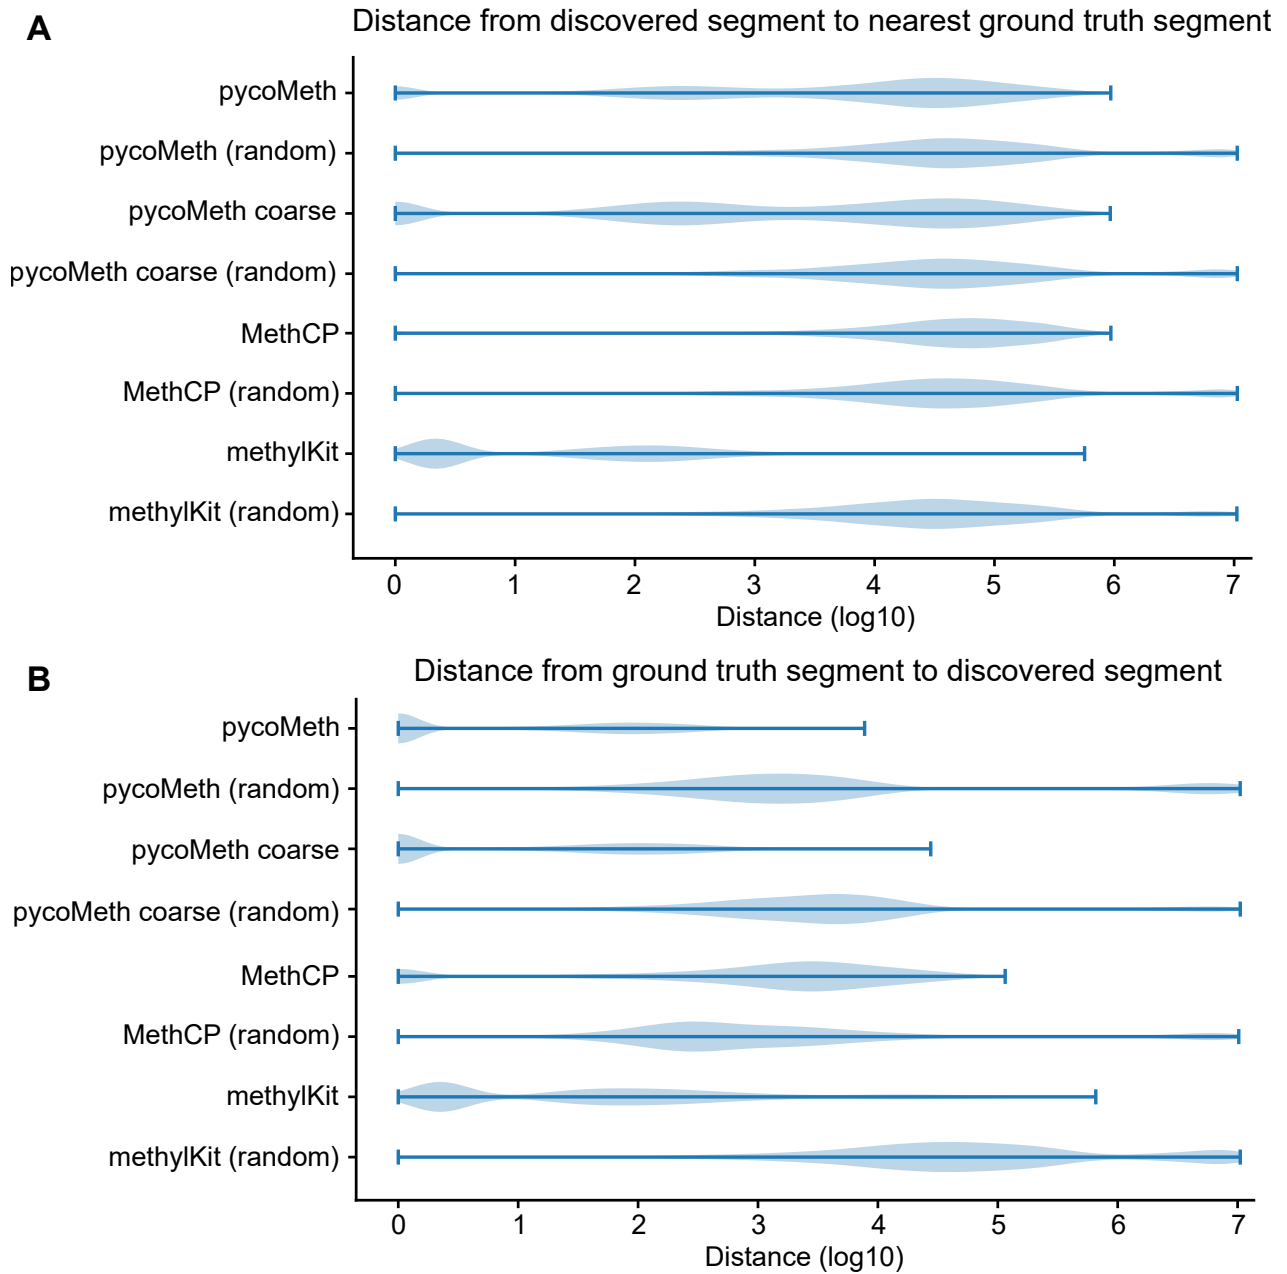 A
Distance from discovered segment to nearest ground truth segment
pycoMeth
pycoMeth (random)
pycoMeth coarse
pycoMeth coarse (random)
MethCP
MethCP (random)
methylKit
methylKit (random)
0 1 2 3 4 5 6 7
Distance (log10)
B
Distance from ground truth segment to discovered segment
pycoMeth
pycoMeth (random)
pycoMeth coarse
pycoMeth coarse (random)
MethCP
MethCP (random)
methylKit
methylKit (random)
0 1 2 3 4 5 6 7
Distance (log10)